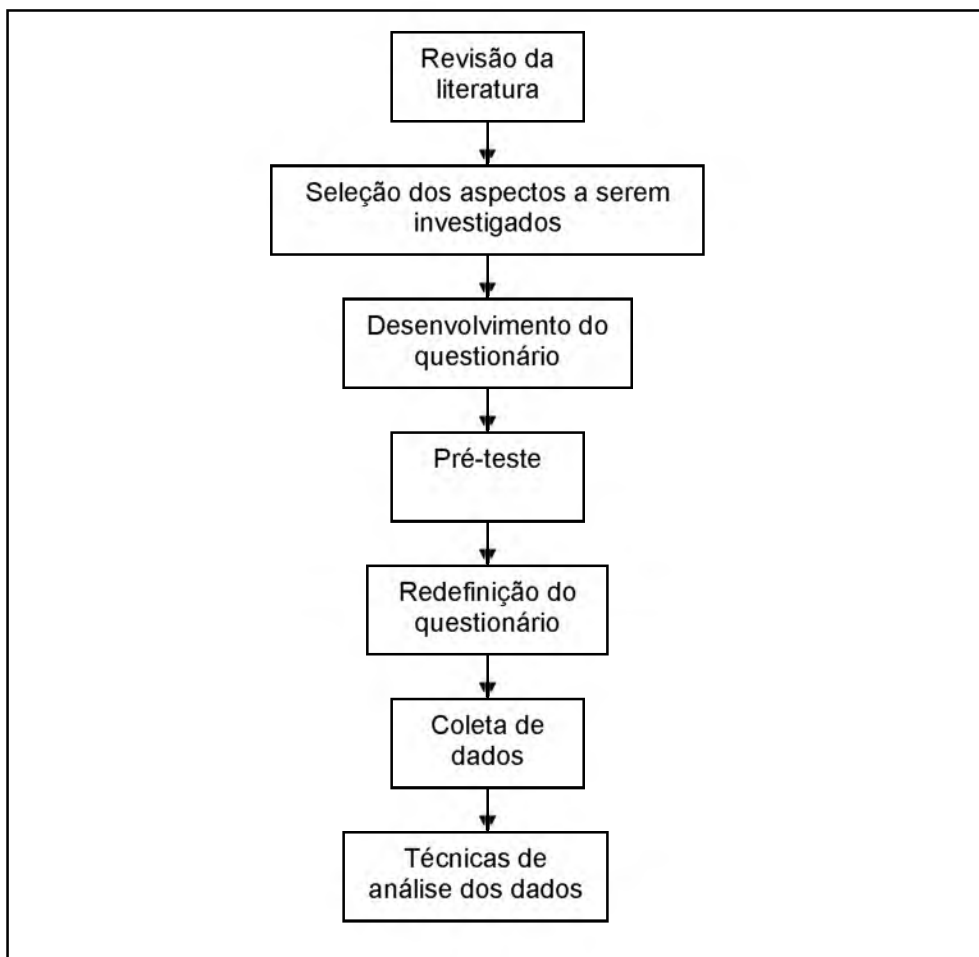 Revisão da
literatura
Seleção dos aspectos a serem
investigados
Desenvolvimento do
questionário
Pré-teste
Redefinição do
questionário
Coleta de
dados
Técnicas de
análise dos dados